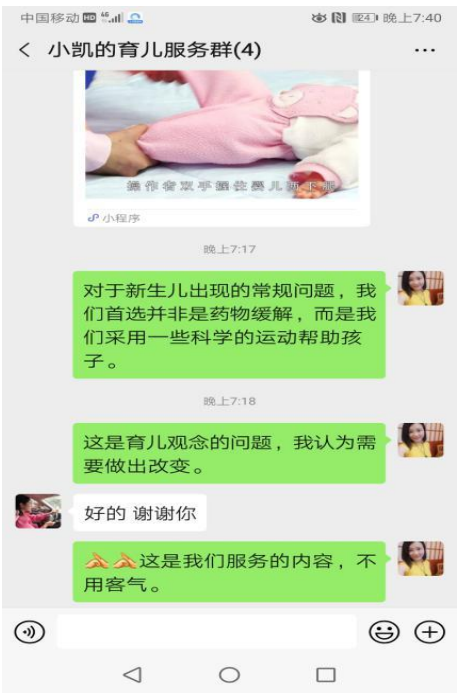 中国移动 HD 46
24 晚上7:40
小凯的育儿服务群(4)
操作者双手握住婴儿两下肢
小程序
晚上7:17
对于新生儿出现的常规问题，我
们首选并非是药物缓解，而是我
们采用一些科学的运动帮助孩
子。
晚上7:18
这是育儿观念的问题，我认为需
要做出改变。
好的 谢谢你
🙏🙏这是我们服务的内容，不
用客气。